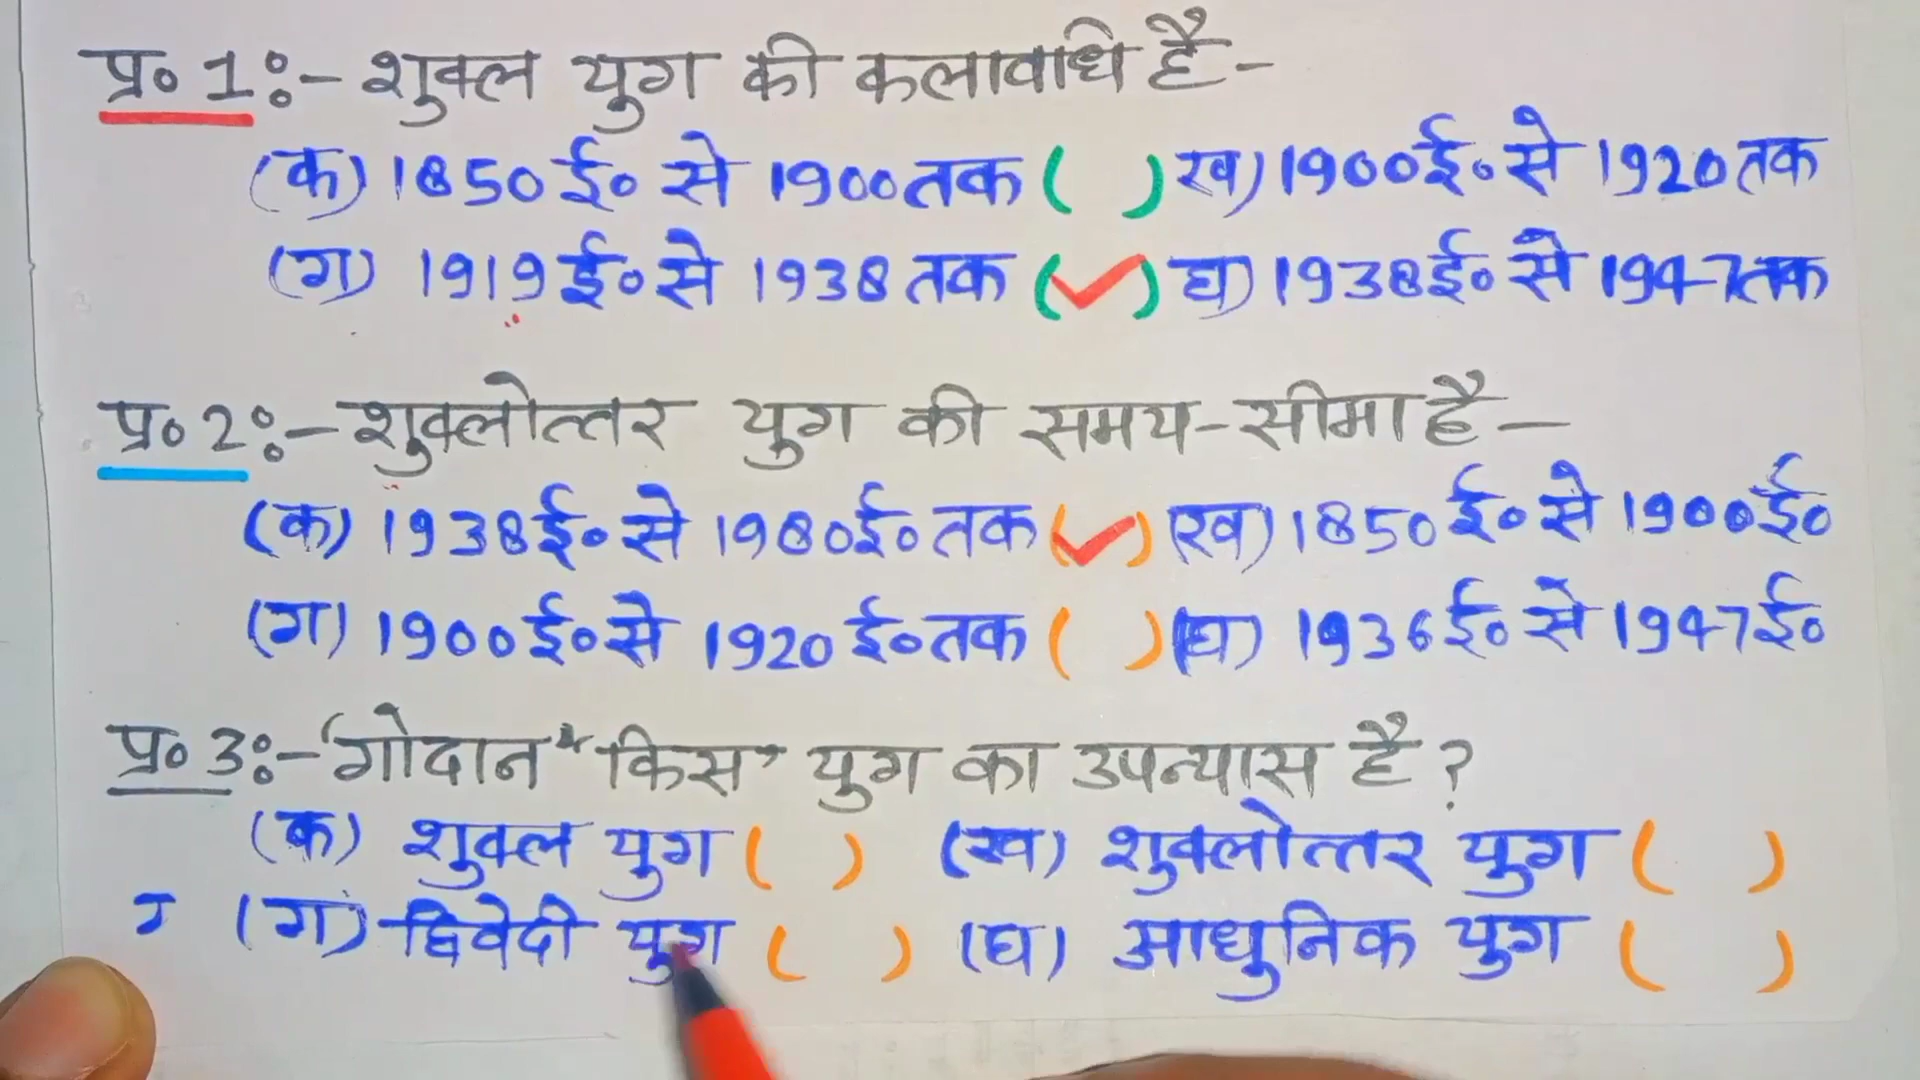 प्र० 1ः- शुक्ल युग की कलावधि है-
(क) 1850 ई० से 1900 तक ( ) ख) 1900 ई० से 1920 तक
(ग) 1919 ई० से 1938 तक (✓) घ) 1938 ई० से 1947 तक
प्र० 2ः- शुक्लोत्तर युग की समय-सीमा है-
(क) 1938 ई० से 1980 ई० तक (✓) (ख) 1850 ई० से 1900 ई०
(ग) 1900 ई० से 1920 ई० तक ( ) (घ) 1936 ई० से 1947 ई०
प्र० 3ः- 'गोदान" किस युग का उपन्यास है ?
(क) शुक्ल युग ( ) (ख) शुक्लोत्तर युग ( )
(ग) द्विवेदी युग ( ) (घ) आधुनिक युग ( )